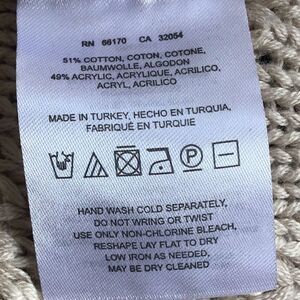 RN 66170 CA 32054
51% COTTON, COTON, COTONE,
BAUMWOLLE, ALGODON
49% ACRYLIC, ACRYLIQUE, ACRILICO,
ACRYL, ACRILICO
MADE IN TURKEY, HECHO EN TURQUIA,
FABRIQUÉ EN TURQUIE
P
HAND WASH COLD SEPARATELY,
DO NOT WRING OR TWIST
USE ONLY NON-CHLORINE BLEACH,
RESHAPE LAY FLAT TO DRY
LOW IRON AS NEEDED,
MAY BE DRY CLEANED